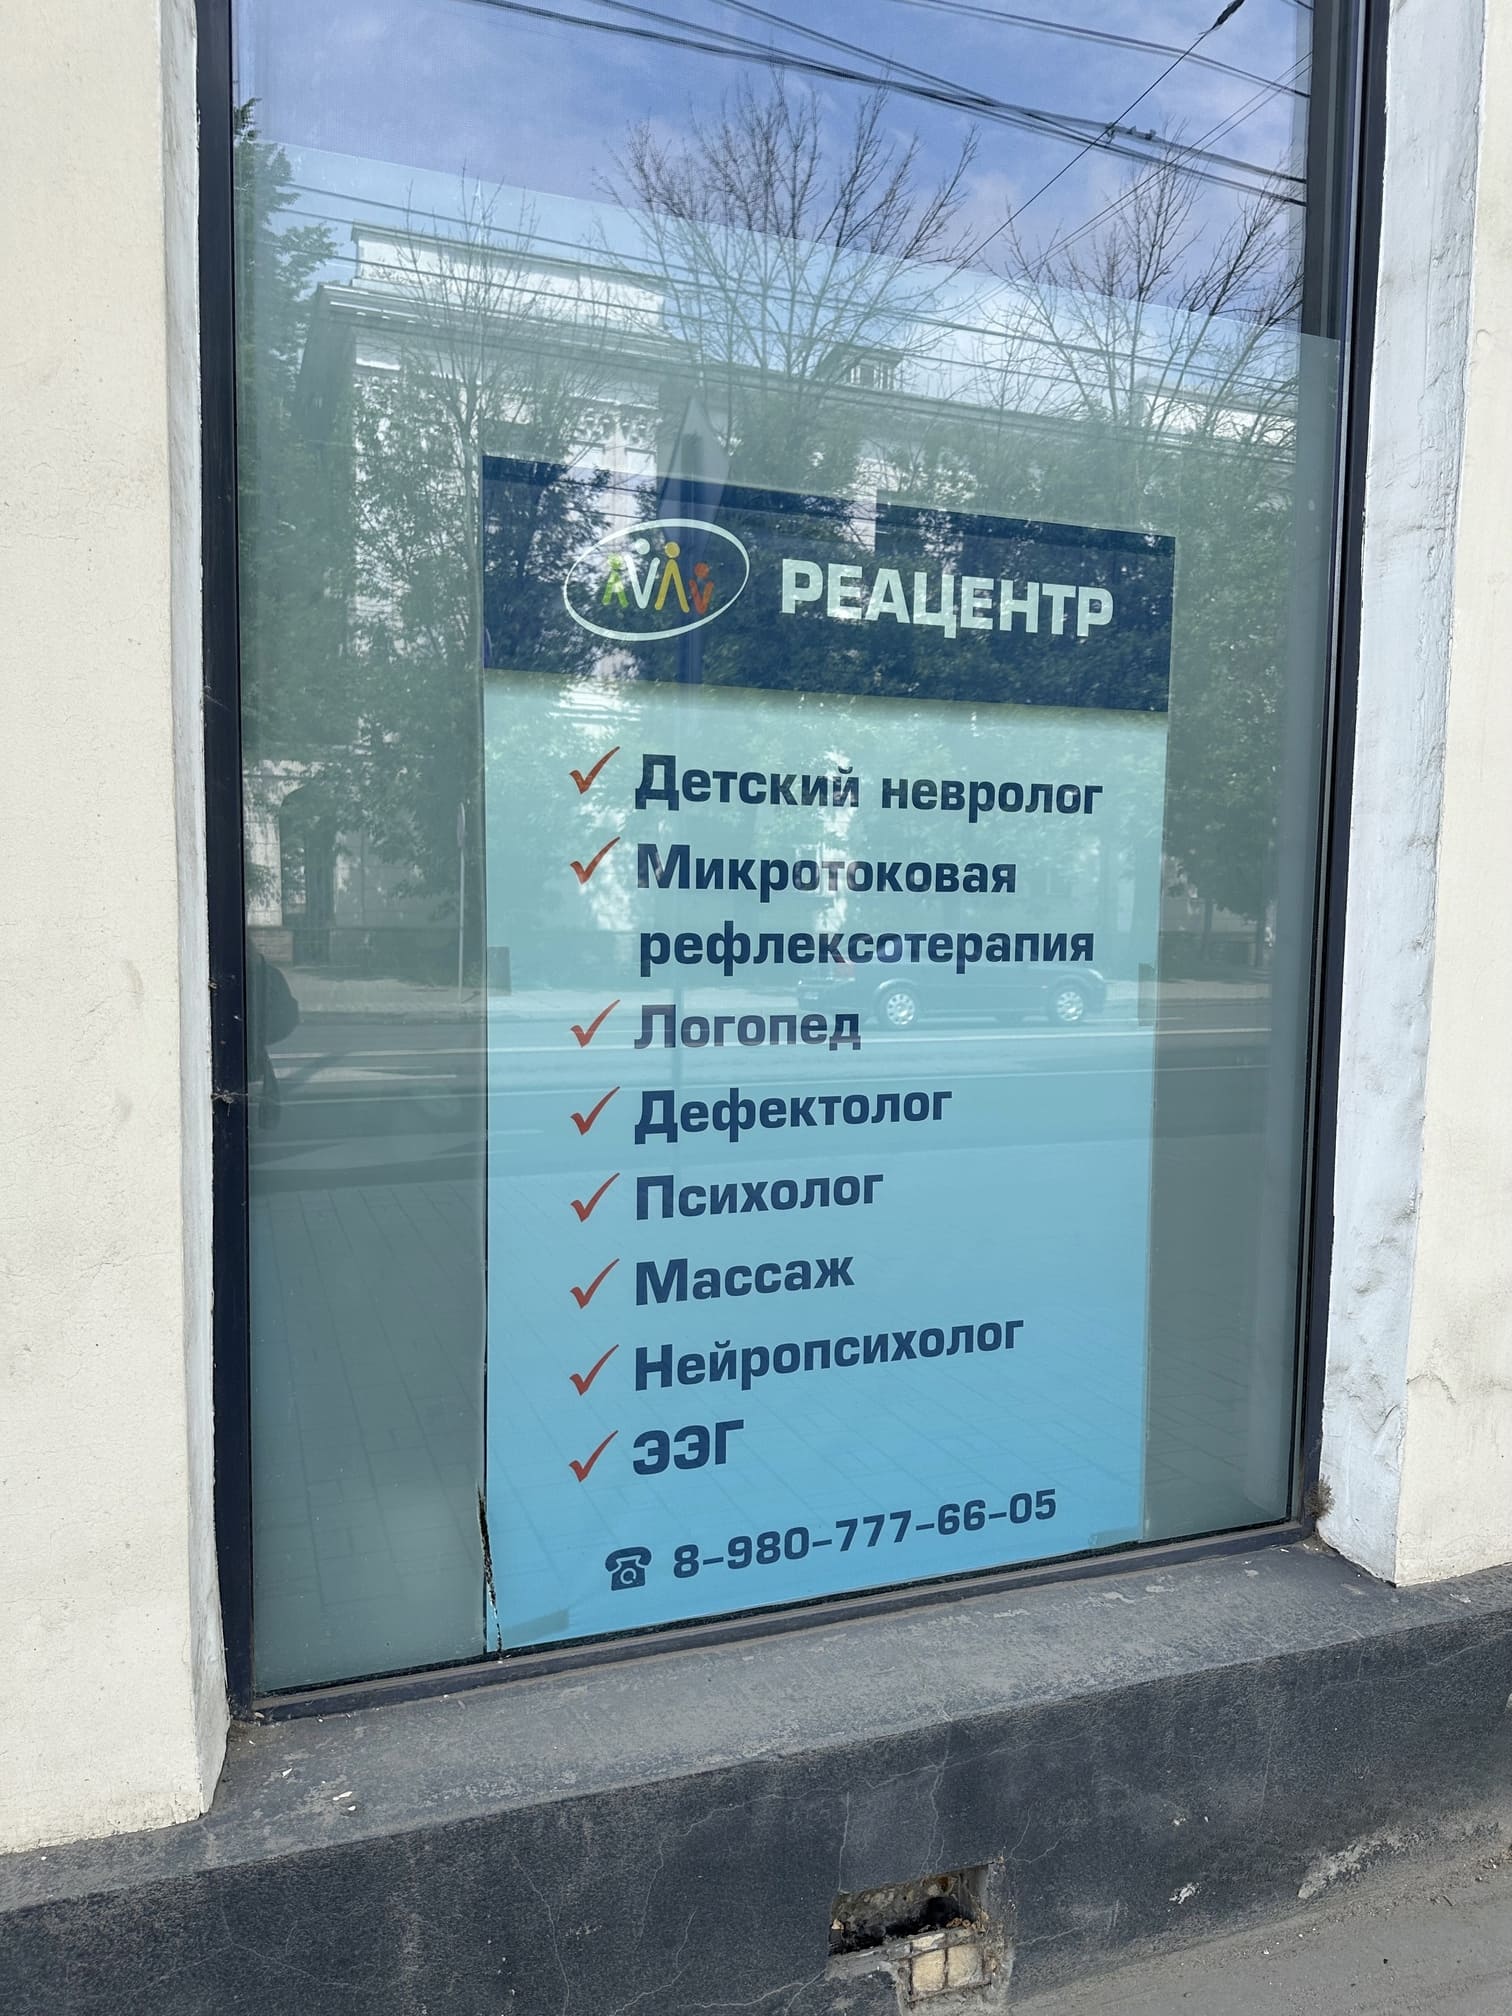 РЕАЦЕНТР
✓ Детский невролог
✓ Микротоковая
рефлексотерапия
✓ Логопед
✓ Дефектолог
✓ Психолог
✓ Массаж
✓ Нейропсихолог
✓ ЭЭГ
☎ 8-980-777-66-05